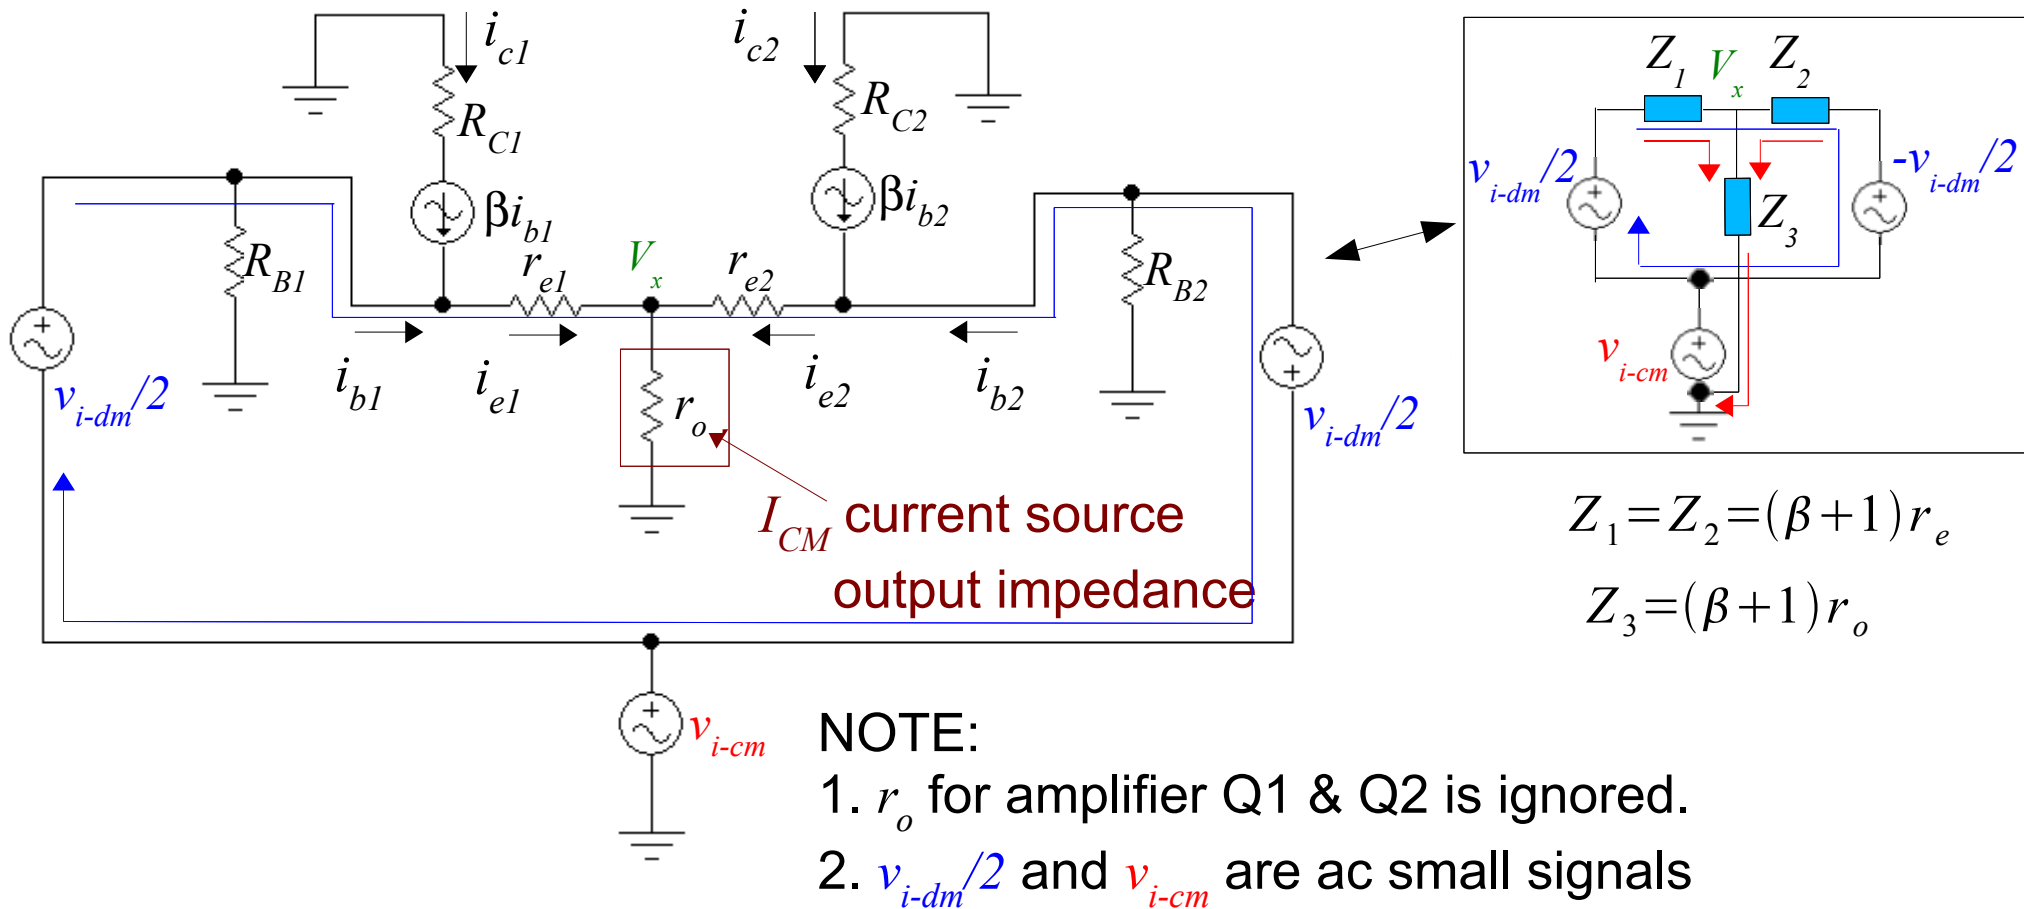 i_c1
i_c2
R_C1
R_C2
βi_b1
βi_b2
R_B1
r_e1
V_x
r_e2
R_B2
v_i-dm/2
i_b1
i_e1
r_o
i_e2
i_b2
v_i-dm/2
I_CM current source
output impedance
v_i-cm
Z_1
V_x
Z_2
v_i-dm/2
-v_i-dm/2
Z_3
v_i-cm
Z_1=Z_2=(β+1)r_e
Z_3=(β+1)r_o
NOTE:
1. r_o for amplifier Q1 & Q2 is ignored.
2. v_i-dm/2 and v_i-cm are ac small signals